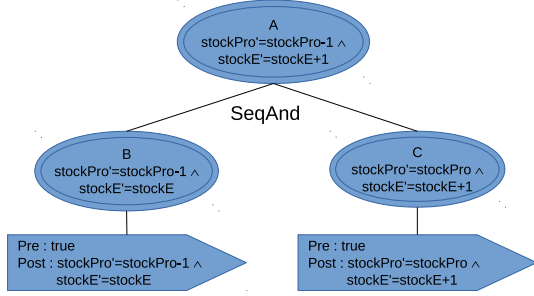 A
stockPro'=stockPro-1 ∧
stockE'=stockE+1
SeqAnd
B
stockPro'=stockPro-1 ∧
stockE'=stockE
C
stockPro'=stockPro ∧
stockE'=stockE+1
Pre : true
Post : stockPro'=stockPro-1 ∧
stockE'=stockE
Pre : true
Post : stockPro'=stockPro ∧
stockE'=stockE+1